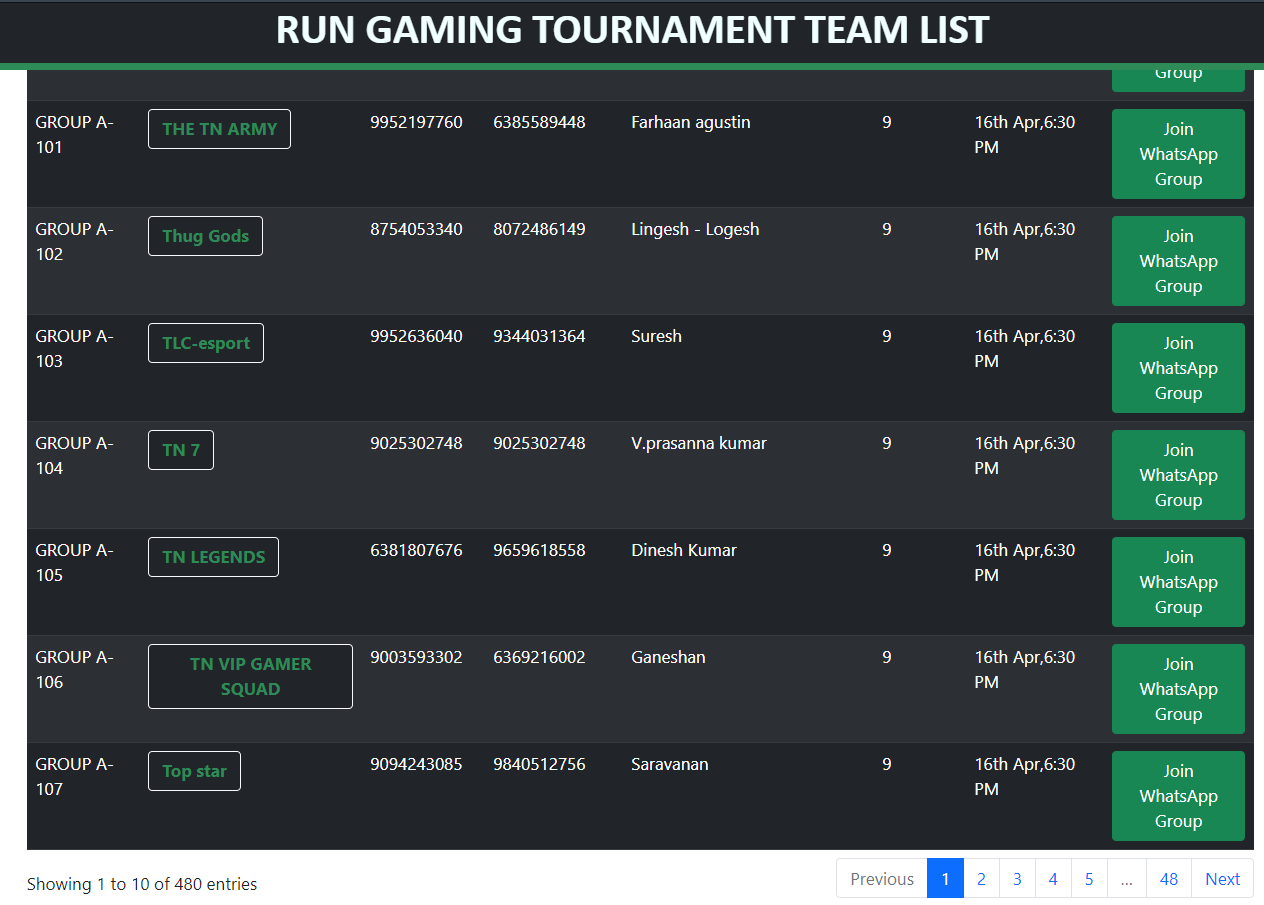 RUN GAMING TOURNAMENT TEAM LIST
Group
GROUP A- THE TN ARMY 9952197760 6385589448 Farhaan agustin 9 16th Apr,6:30 Join
101 PM WhatsApp
Group
GROUP A- Thug Gods 8754053340 8072486149 Lingesh - Logesh 9 16th Apr,6:30 Join
102 PM WhatsApp
Group
GROUP A- TLC-esport 9952636040 9344031364 Suresh 9 16th Apr,6:30 Join
103 PM WhatsApp
Group
GROUP A- TN 7 9025302748 9025302748 V.prasanna kumar 9 16th Apr,6:30 Join
104 PM WhatsApp
Group
GROUP A- TN LEGENDS 6381807676 9659618558 Dinesh Kumar 9 16th Apr,6:30 Join
105 PM WhatsApp
Group
GROUP A- TN VIP GAMER 9003593302 6369216002 Ganeshan 9 16th Apr,6:30 Join
106 SQUAD PM WhatsApp
Group
GROUP A- Top star 9094243085 9840512756 Saravanan 9 16th Apr,6:30 Join
107 PM WhatsApp
Group
Showing 1 to 10 of 480 entries Previous 1 2 3 4 5 ... 48 Next